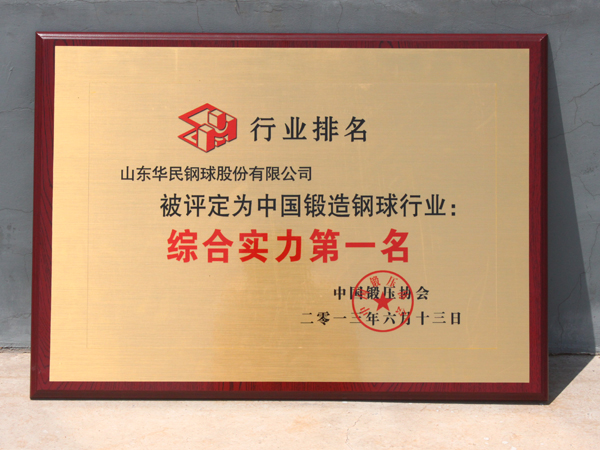 行业排名
山东华民钢球股份有限公司
被评定为中国锻造钢球行业：
综合实力第一名
中国锻压协会
二零一三年六月十三日